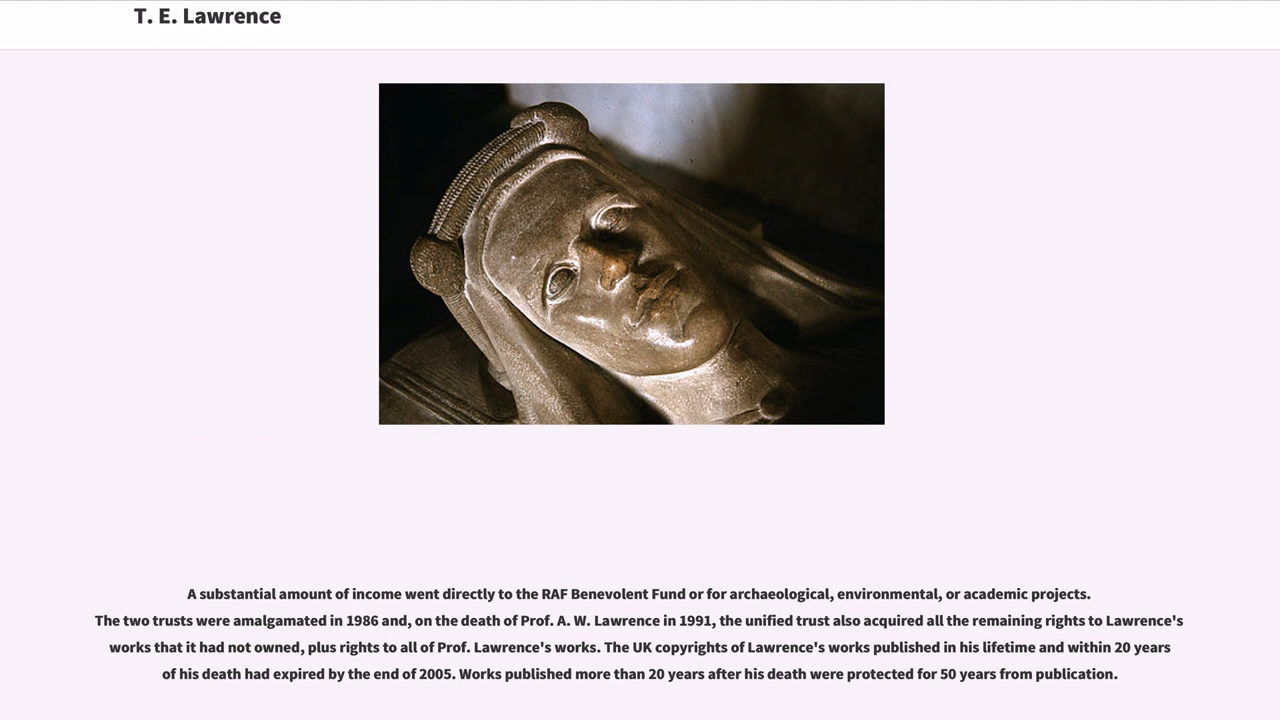 T. E. Lawrence
A substantial amount of income went directly to the RAF Benevolent Fund or for archaeological, environmental, or academic projects.
The two trusts were amalgamated in 1986 and, on the death of Prof. A. W. Lawrence in 1991, the unified trust also acquired all the remaining rights to Lawrence's
works that it had not owned, plus rights to all of Prof. Lawrence's works. The UK copyrights of Lawrence's works published in his lifetime and within 20 years
of his death had expired by the end of 2005. Works published more than 20 years after his death were protected for 50 years from publication.